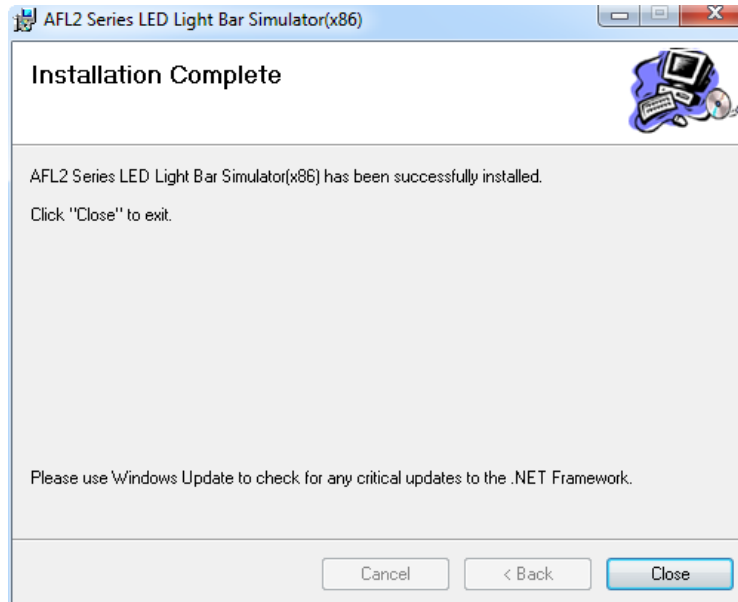 AFL2 Series LED Light Bar Simulator(x86)
Installation Complete
AFL2 Series LED Light Bar Simulator(x86) has been successfully installed.
Click "Close" to exit.
Please use Windows Update to check for any critical updates to the .NET Framework.
Cancel
< Back
Close